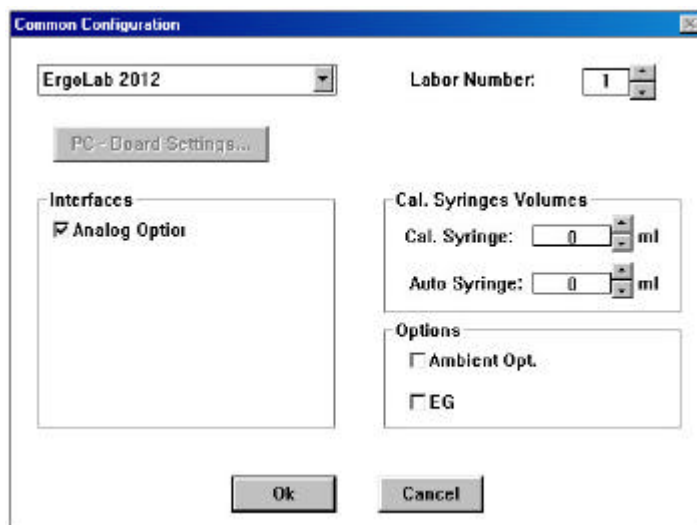 Common Configuration
ErgoLab 2012
Labor Number: 1
PC - Board Settings...
Interfaces
Analog Option
Cal. Syringes Volumes
Cal. Syringe: 0 ml
Auto Syringe: 0 ml
Options
Ambient Opt.
EG
Ok
Cancel